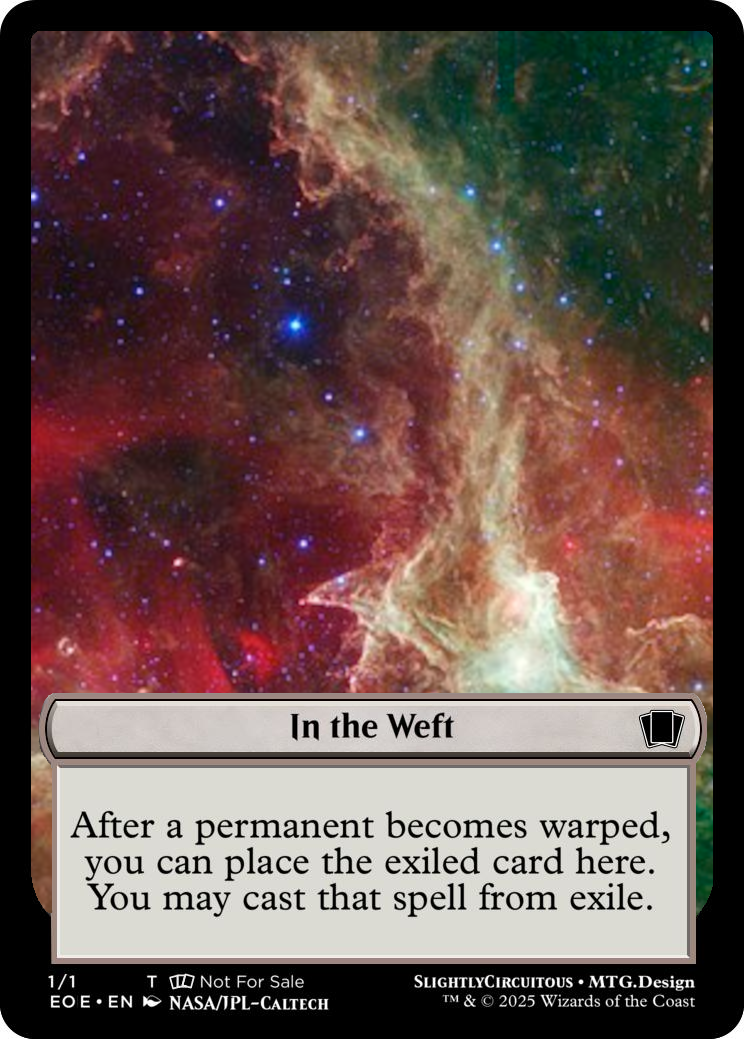 In the Weft
After a permanent becomes warped,
you can place the exiled card here.
You may cast that spell from exile.
1/1 T Not For Sale
EOE • EN NASA/JPL-Caltech
SlightlyCircuitous • MTG.Design
™ & © 2025 Wizards of the Coast